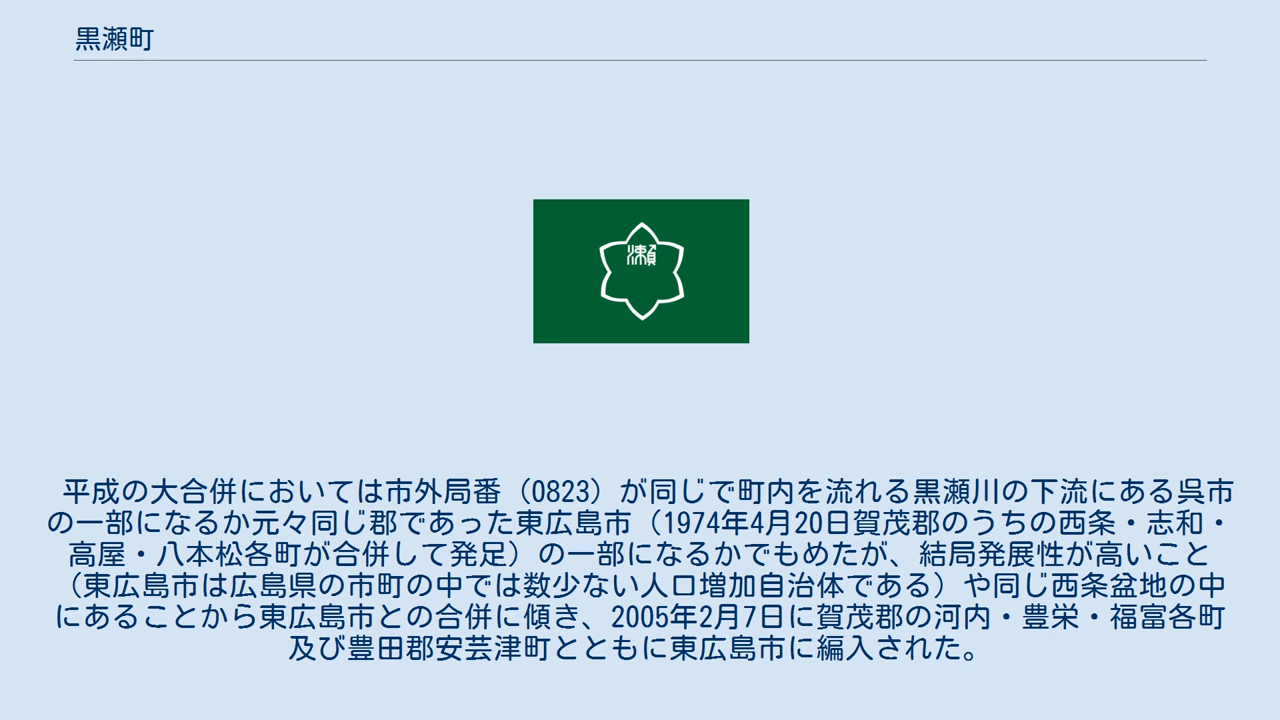 黒瀬町
瀬
平成の大合併においては市外局番（0823）が同じで町内を流れる黒瀬川の下流にある呉市
の一部になるか元々同じ郡であった東広島市（1974年4月20日賀茂郡のうちの西条・志和・
高屋・八本松各町が合併して発足）の一部になるかでもめたが、結局発展性が高いこと
（東広島市は広島県の市町の中では数少ない人口増加自治体である）や同じ西条盆地の中
にあることから東広島市との合併に傾き、2005年2月7日に賀茂郡の河内・豊栄・福富各町
及び豊田郡安芸津町とともに東広島市に編入された。